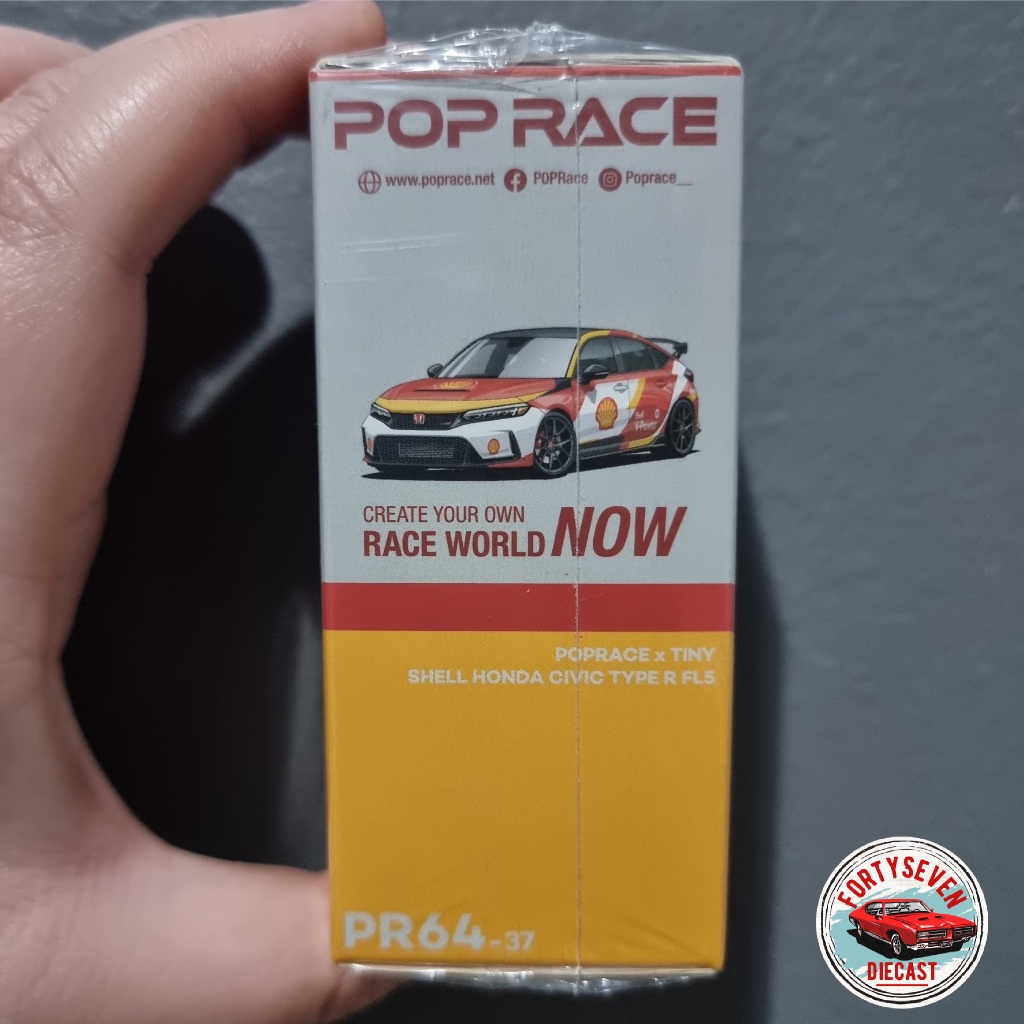 POP RACE
www.poprace.net POPRace Poprace__
V-Power
CREATE YOUR OWN
RACE WORLD NOW
POPRACE x TINY
SHELL HONDA CIVIC TYPE R FL5
PR64-37
FORTYSEVEN
DIECAST